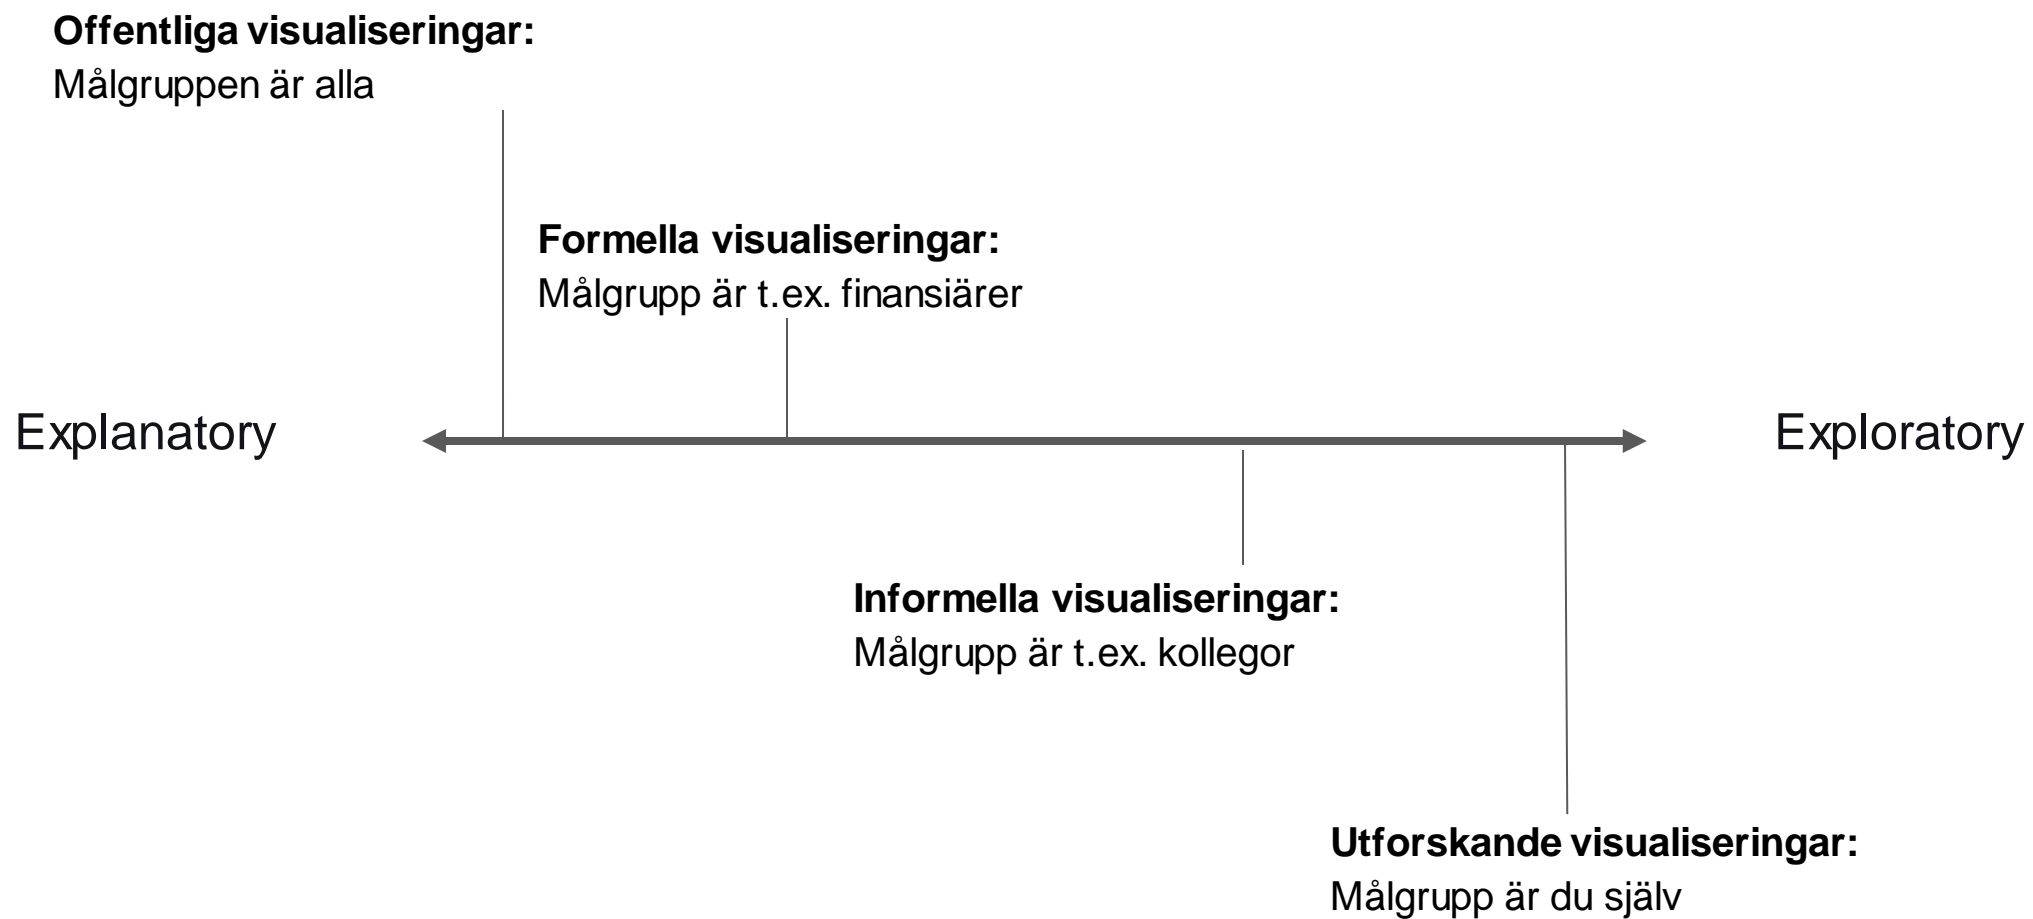 Offentliga visualiseringar:
Målgruppen är alla
Formella visualiseringar:
Målgrupp är t.ex. finansiärer
Explanatory
Exploratory
Informella visualiseringar:
Målgrupp är t.ex. kollegor
Utforskande visualiseringar:
Målgrupp är du själv